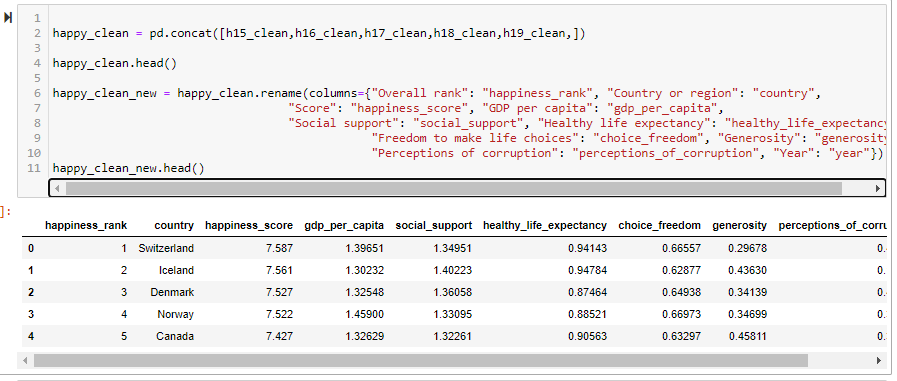 1
2 happy_clean = pd.concat([h15_clean,h16_clean,h17_clean,h18_clean,h19_clean,])
3
4 happy_clean.head()
5
6 happy_clean_new = happy_clean.rename(columns={"Overall rank": "happiness_rank", "Country or region": "country",
7 "Score": "happiness_score", "GDP per capita": "gdp_per_capita",
8 "Social support": "social_support", "Healthy life expectancy": "healthy_life_expectancy
9 "Freedom to make life choices": "choice_freedom", "Generosity": "generosity
10 "Perceptions of corruption": "perceptions_of_corruption", "Year": "year"})
11 happy_clean_new.head()
]:
happiness_rank country happiness_score gdp_per_capita social_support healthy_life_expectancy choice_freedom generosity perceptions_of_corru
0 1 Switzerland 7.587 1.39651 1.34951 0.94143 0.66557 0.29678 0.
1 2 Iceland 7.561 1.30232 1.40223 0.94784 0.62877 0.43630 0.
2 3 Denmark 7.527 1.32548 1.36058 0.87464 0.64938 0.34139 0.
3 4 Norway 7.522 1.45900 1.33095 0.88521 0.66973 0.34699 0.
4 5 Canada 7.427 1.32629 1.32261 0.90563 0.63297 0.45811 0.